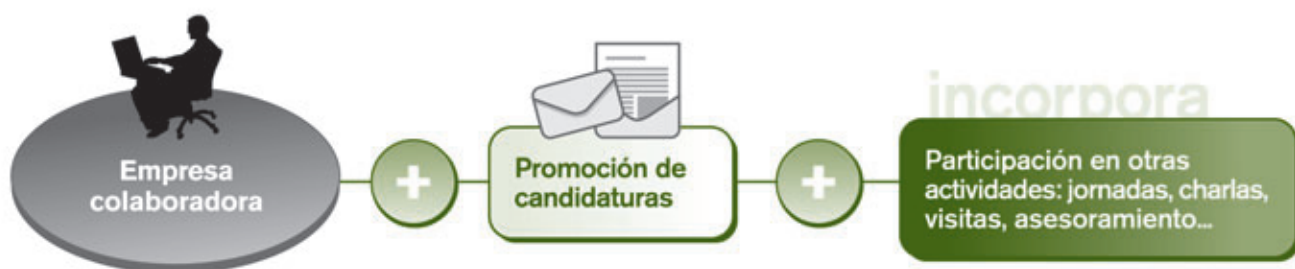 Empresa
colaboradora
Promoción de
candidaturas
incorpora
Participación en otras
actividades: jornadas, charlas,
visitas, asesoramiento...